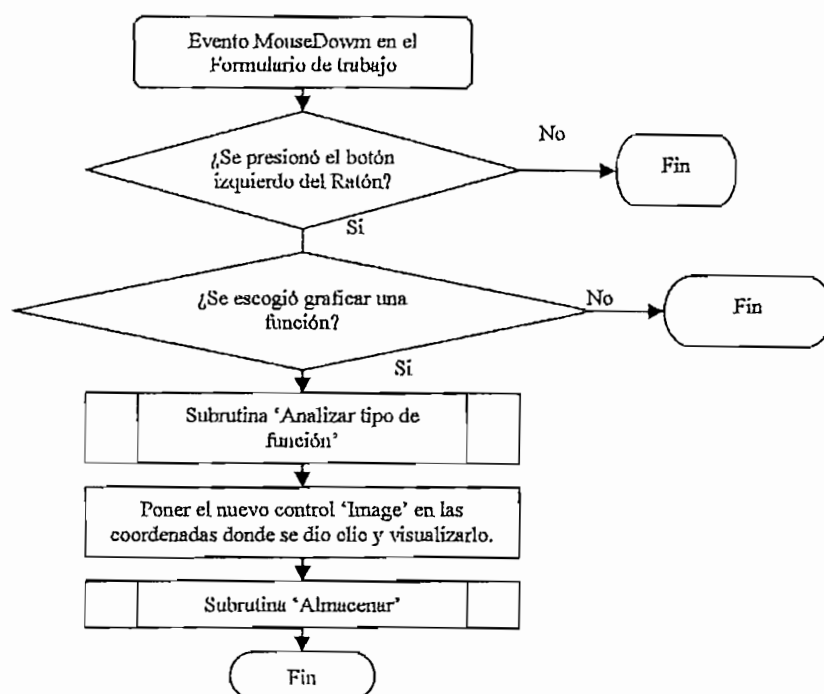 Evento MouseDowm en el
Formulario de trabajo
¿Se presionó el botón
izquierdo del Ratón?
No
Fin
Si
¿Se escogió graficar una
función?
No
Fin
Si
Subrutina ‘Analizar tipo de
función’
Poner el nuevo control ‘Image’ en las
coordenadas donde se dio clic y visualizarlo.
Subrutina ‘Almacenar’
Fin